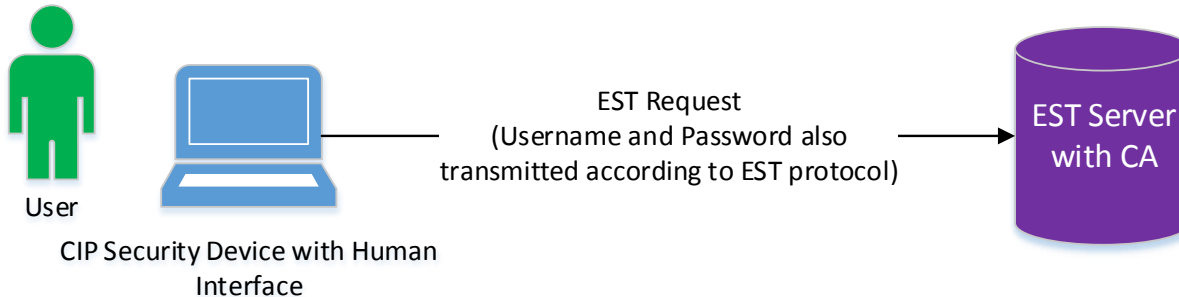 User
CIP Security Device with Human
Interface
EST Request
(Username and Password also
transmitted according to EST protocol)
EST Server
with CA